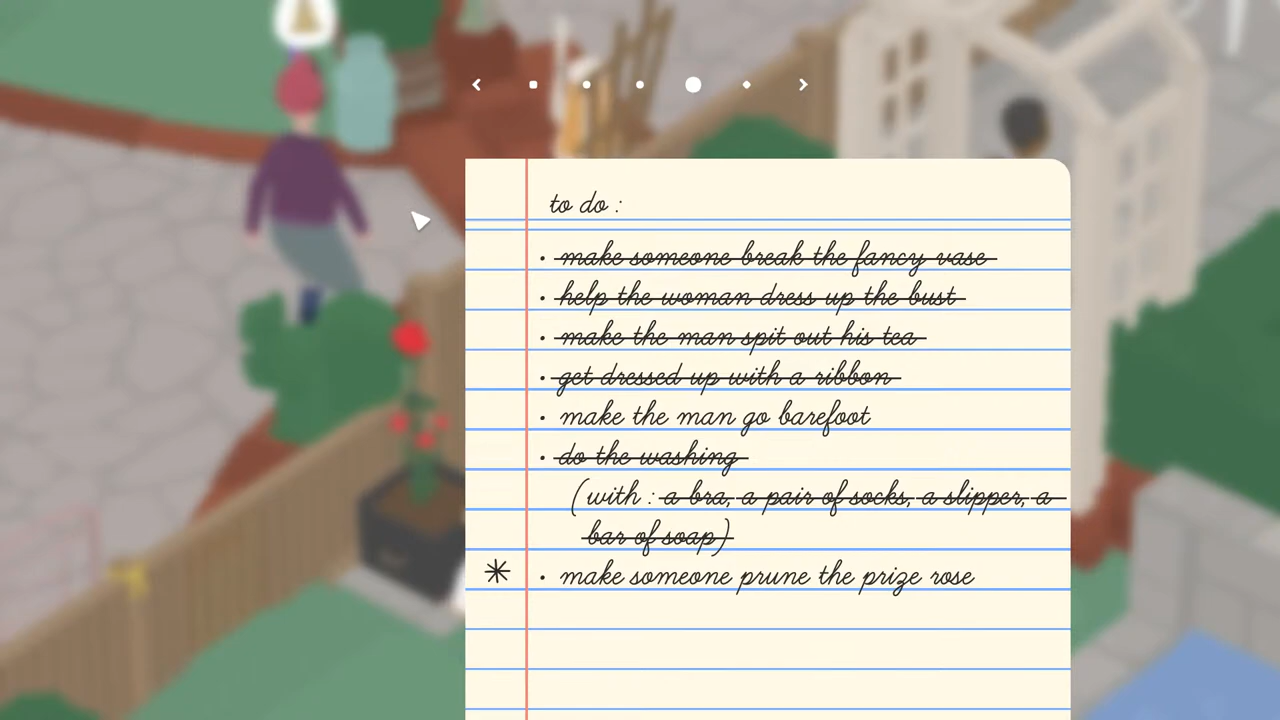 to do :
• make someone break the fancy vase
• help the woman dress up the bust
• make the man spit out his tea
• get dressed up with a ribbon
• make the man go barefoot
• do the washing
(with : a bra, a pair of socks, a slipper, a
bar of soap)
• make someone prune the prize rose